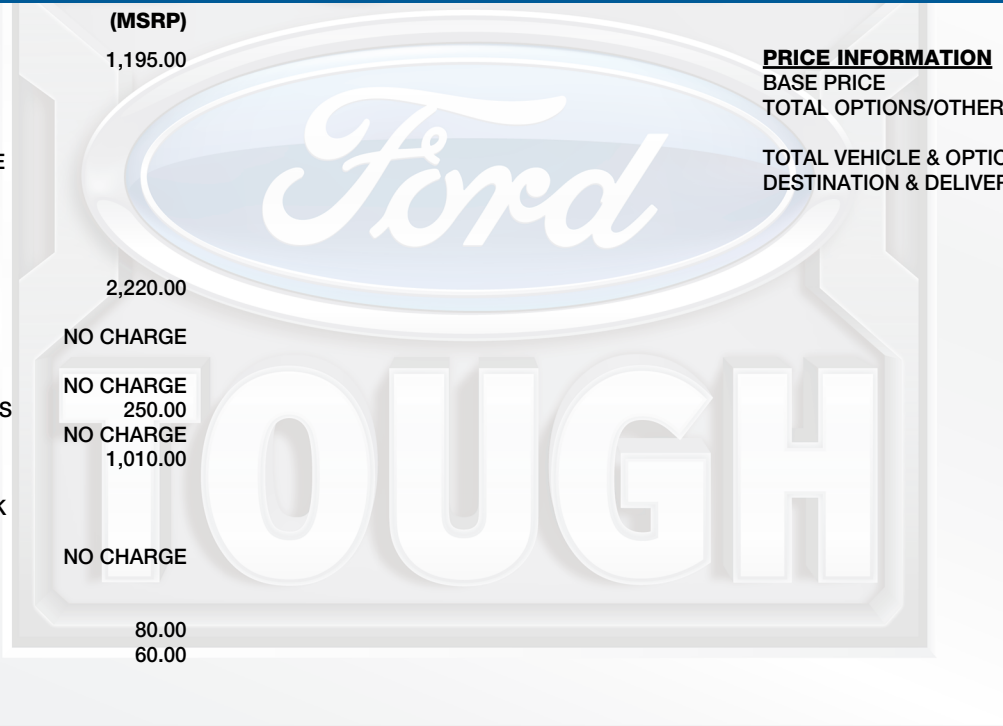 (MSRP)
1,195.00
PRICE INFORMATION
BASE PRICE
TOTAL OPTIONS/OTHER
E
TOTAL VEHICLE & OPTIO
DESTINATION & DELIVER
Ford
2,220.00
NO CHARGE
NO CHARGE
S 250.00
NO CHARGE
1,010.00
K
NO CHARGE
TOUGH
80.00
60.00